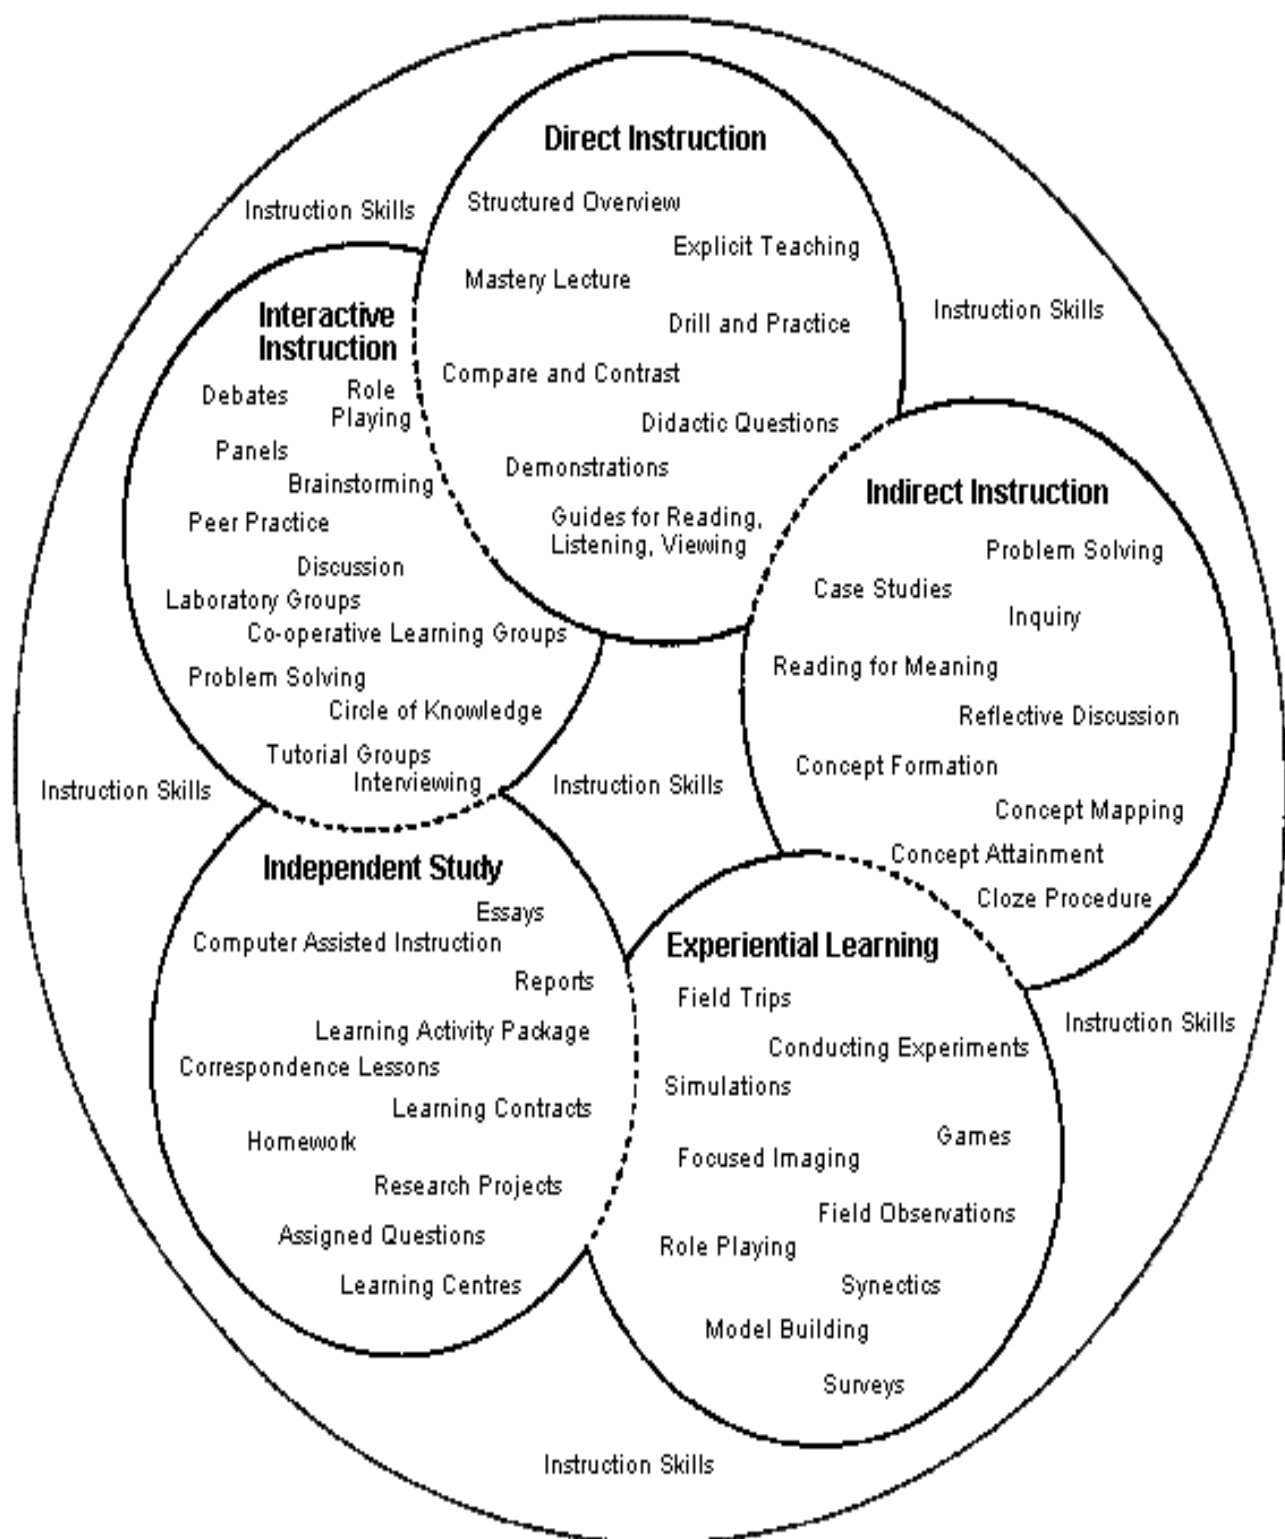 Direct Instruction
Structured Overview
Explicit Teaching
Mastery Lecture
Drill and Practice
Compare and Contrast
Didactic Questions
Demonstrations
Guides for Reading,
Listening, Viewing
Instruction Skills
Instruction Skills
Interactive
Instruction
Debates
Role
Playing
Panels
Brainstorming
Peer Practice
Discussion
Laboratory Groups
Co-operative Learning Groups
Problem Solving
Circle of Knowledge
Tutorial Groups
Interviewing
Indirect Instruction
Problem Solving
Case Studies
Inquiry
Reading for Meaning
Reflective Discussion
Concept Formation
Concept Mapping
Concept Attainment
Cloze Procedure
Instruction Skills
Instruction Skills
Independent Study
Essays
Computer Assisted Instruction
Reports
Learning Activity Package
Correspondence Lessons
Learning Contracts
Homework
Research Projects
Assigned Questions
Learning Centres
Experiential Learning
Field Trips
Conducting Experiments
Simulations
Games
Focused Imaging
Field Observations
Role Playing
Synectics
Model Building
Surveys
Instruction Skills
Instruction Skills